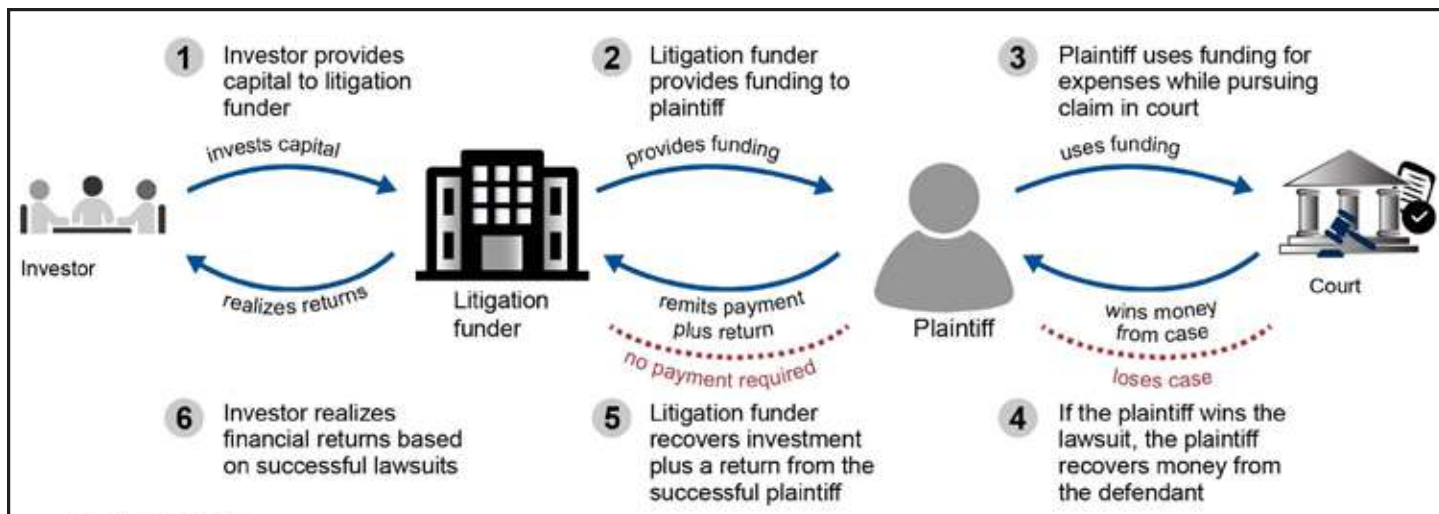 1 Investor provides
capital to litigation
funder
2 Litigation funder
provides funding to
plaintiff
3 Plaintiff uses funding for
expenses while pursuing
claim in court
invests capital
provides funding
uses funding
Investor
Litigation
funder
Plaintiff
Court
realizes returns
remits payment
plus return
no payment required
wins money
from case
loses case
6 Investor realizes
financial returns based
on successful lawsuits
5 Litigation funder
recovers investment
plus a return from the
successful plaintiff
4 If the plaintiff wins the
lawsuit, the plaintiff
recovers money from
the defendant